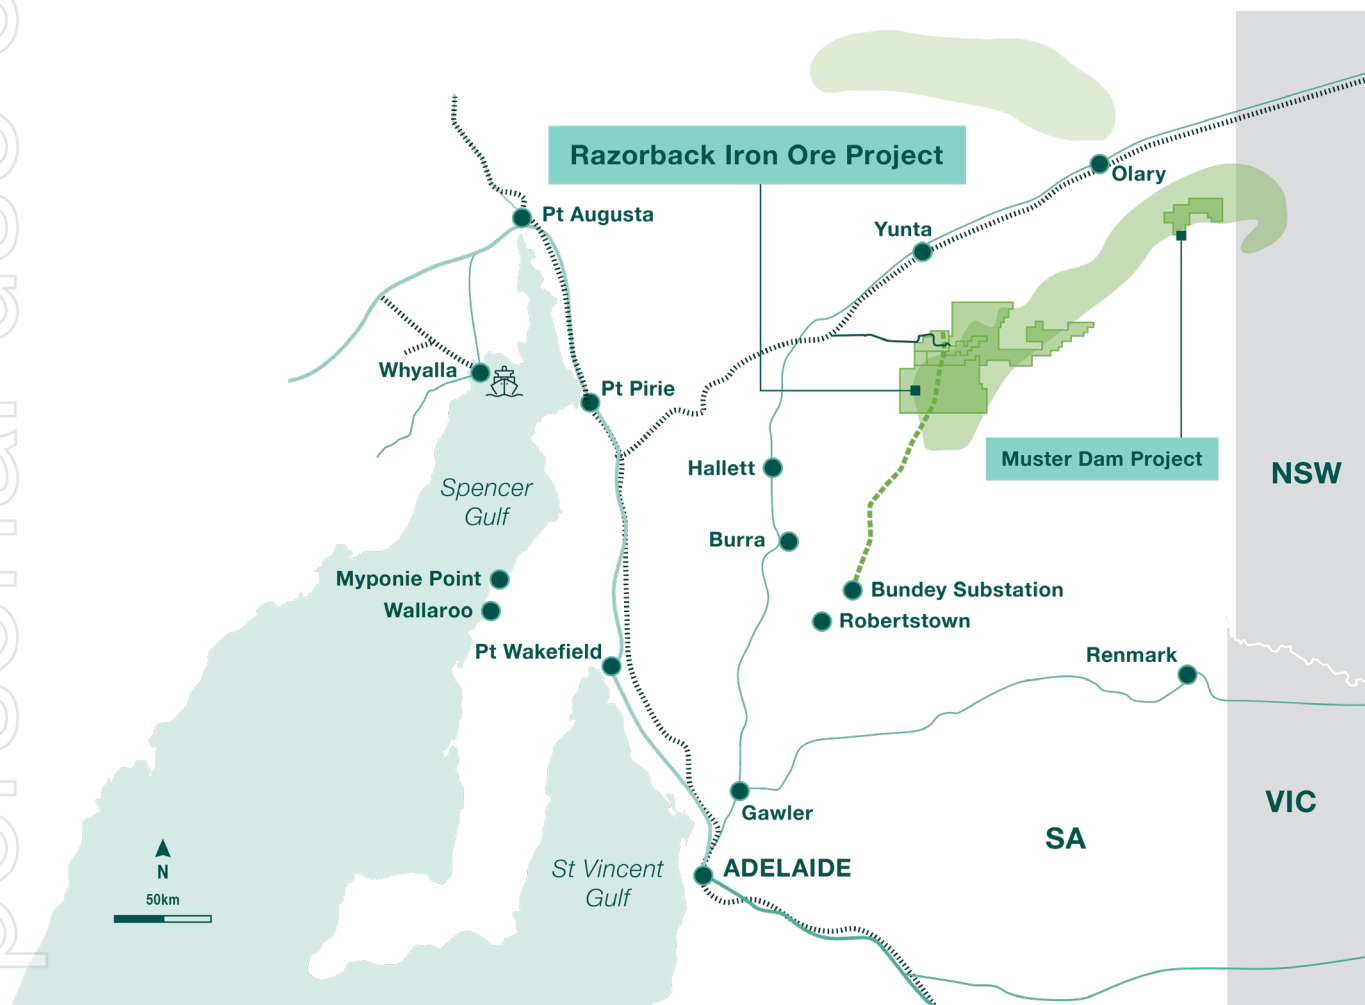 Razorback Iron Ore Project
Olary
Pt Augusta
Yunta
Whyalla
Pt Pirie
Muster Dam Project
Hallett
NSW
Spencer
Gulf
Burra
Myponie Point
Bundey Substation
Wallaroo
Robertstown
Pt Wakefield
Renmark
Gawler
VIC
SA
St Vincent
Gulf
ADELAIDE
N
50km